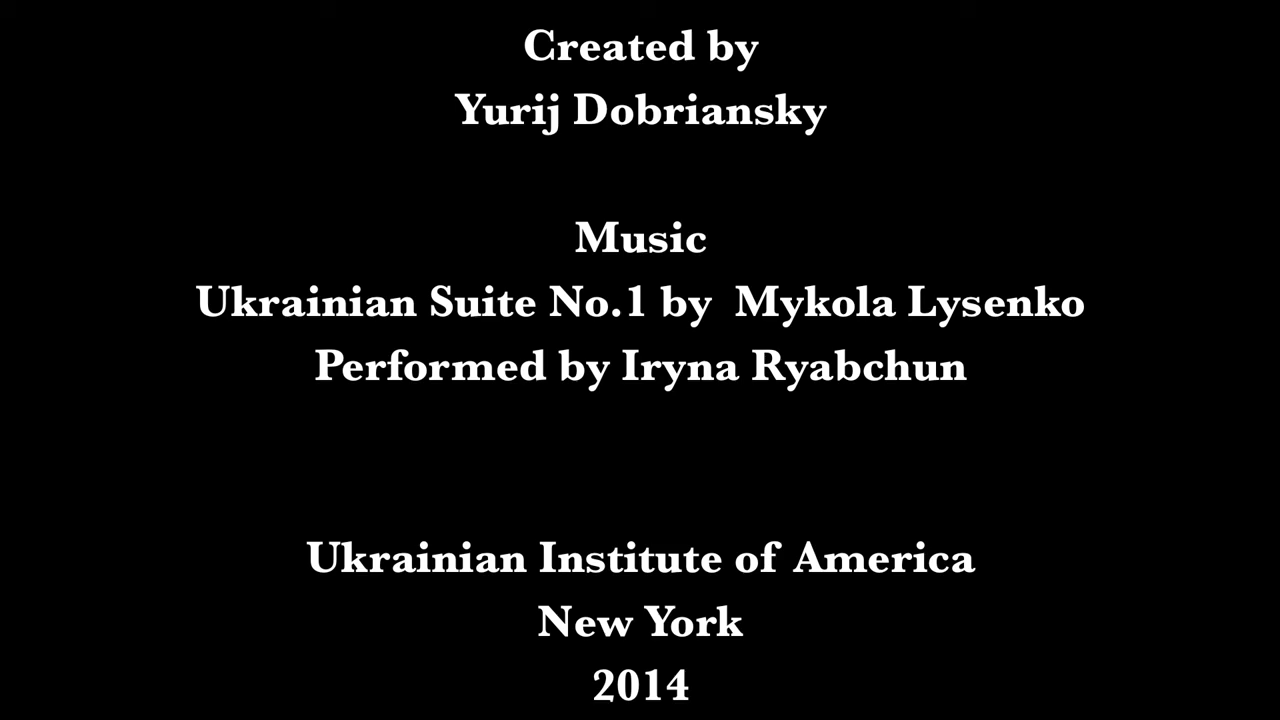 Created by
Yurij Dobriansky
Music
Ukrainian Suite No.1 by  Mykola Lysenko
Performed by Iryna Ryabchun
Ukrainian Institute of America
New York
2014